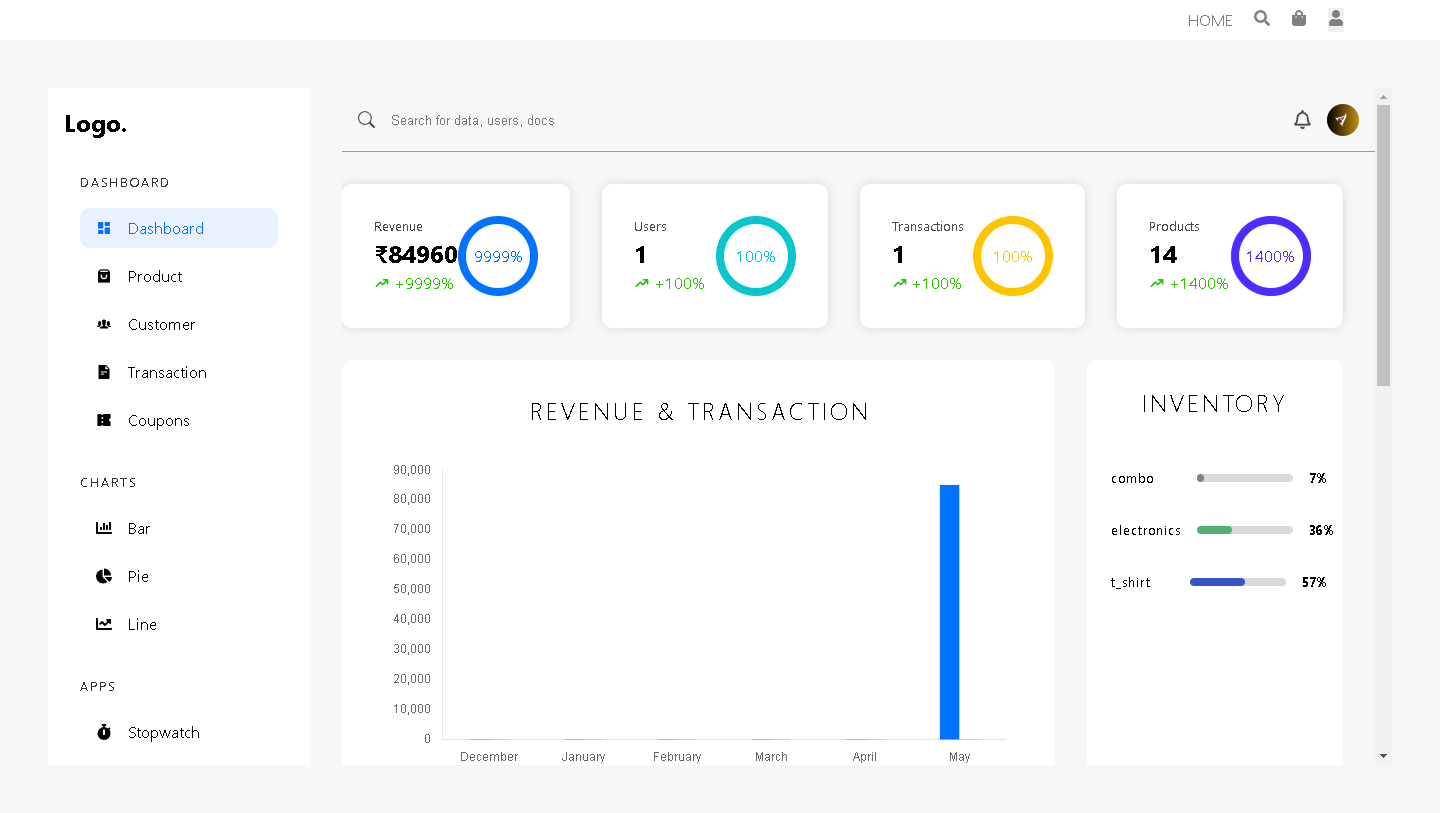 HOME
Logo.
Search for data, users, docs
DASHBOARD
Dashboard
Product
Customer
Transaction
Coupons
CHARTS
Bar
Pie
Line
APPS
Stopwatch
Revenue
₹84960
+9999%
9999%
Users
1
+100%
100%
Transactions
1
+100%
100%
Products
14
+1400%
1400%
REVENUE & TRANSACTION
90,000
80,000
70,000
60,000
50,000
40,000
30,000
20,000
10,000
0
December January February March April May
INVENTORY
combo 7%
electronics 36%
t_shirt 57%